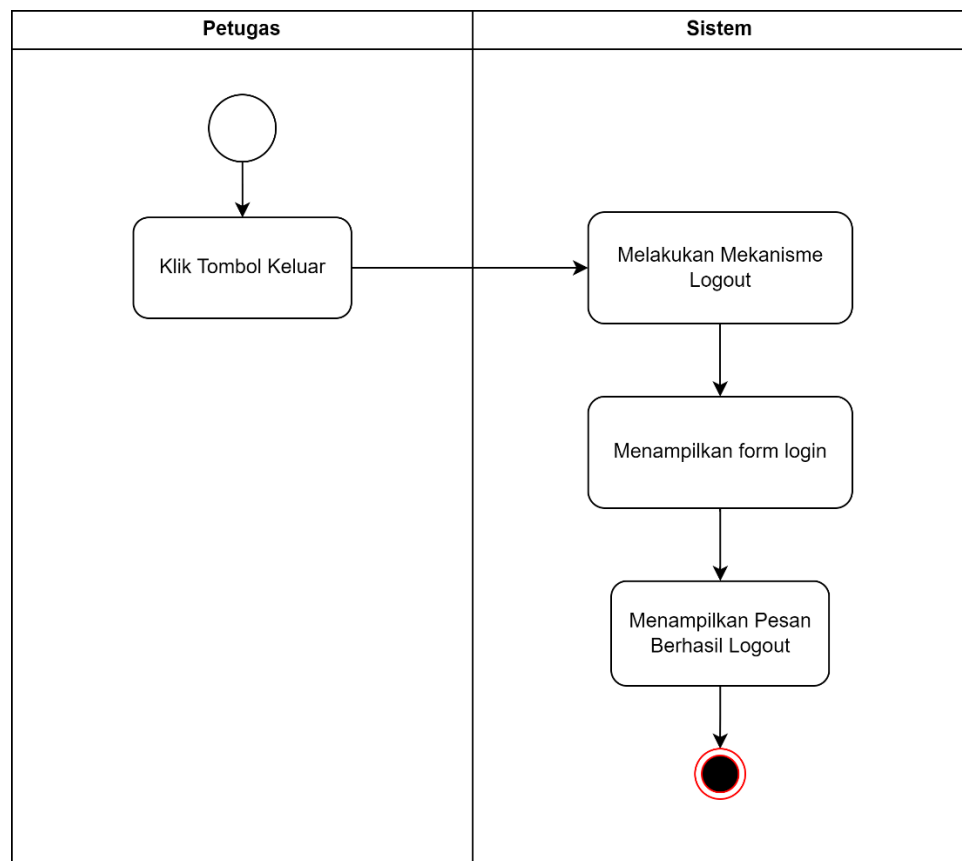 Petugas
Sistem
Klik Tombol Keluar
Melakukan Mekanisme
Logout
Menampilkan form login
Menampilkan Pesan
Berhasil Logout